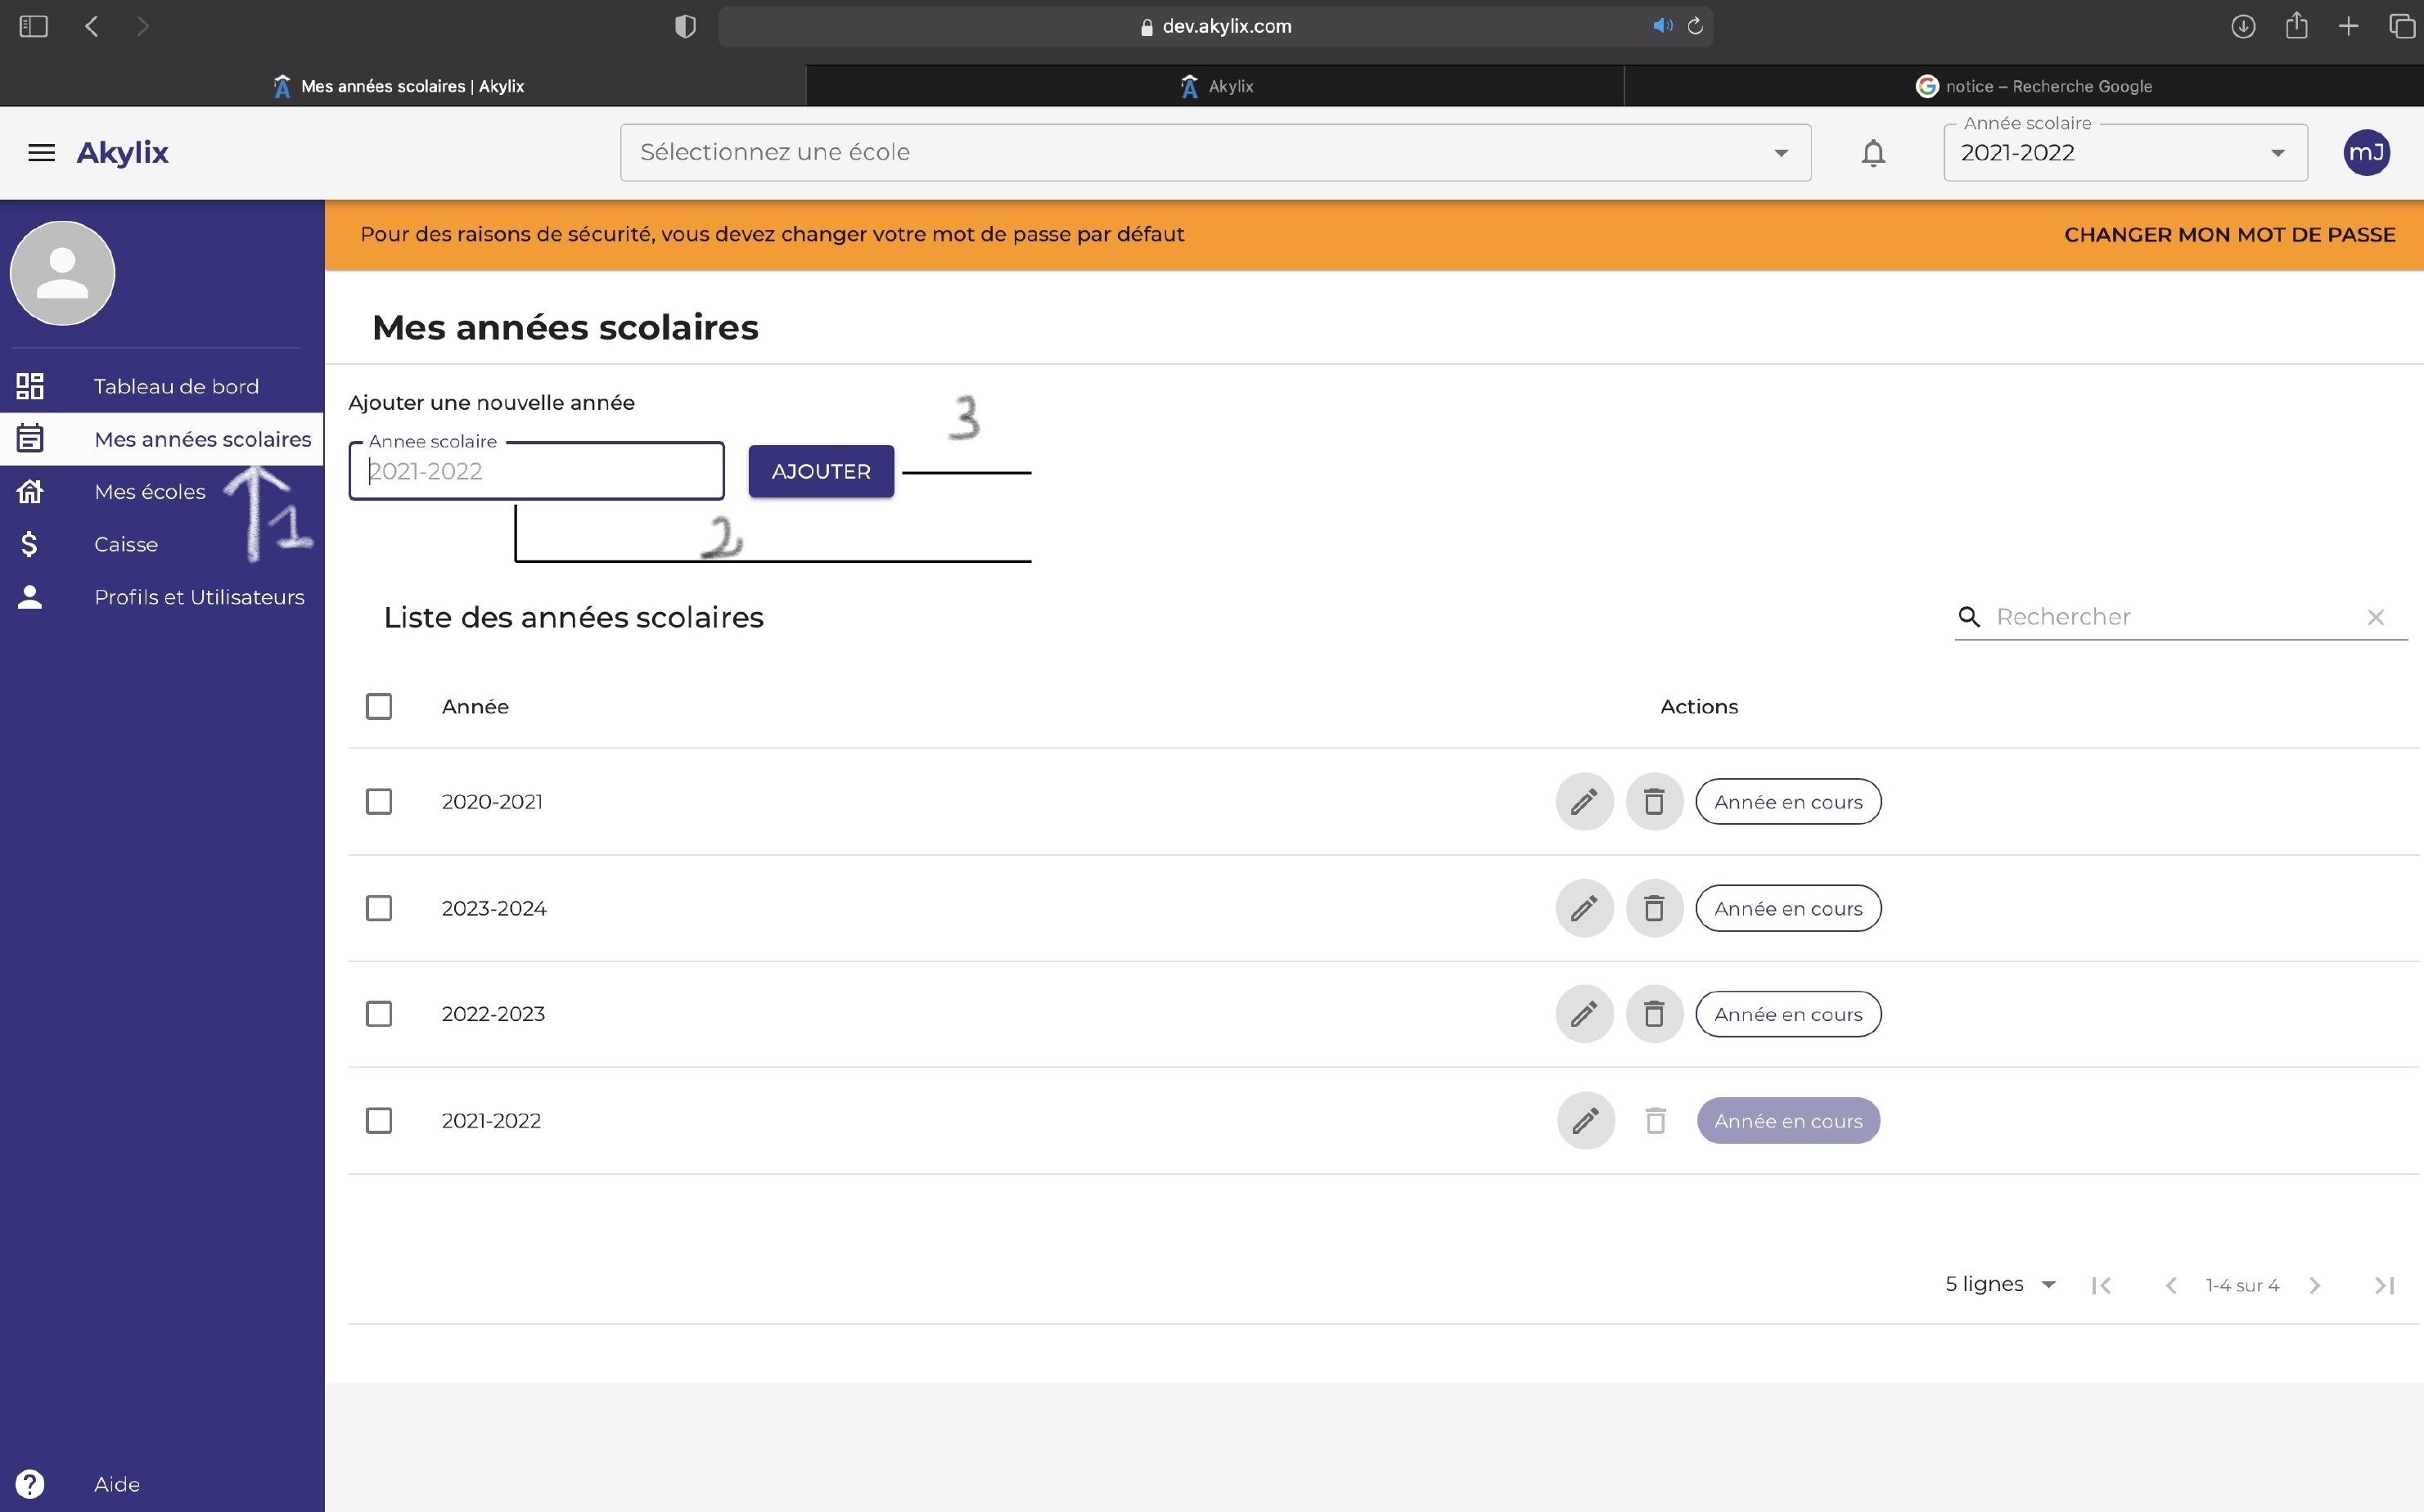 dev.akylix.com
Mes années scolaires | Akylix
Akylix
notice – Recherche Google
Akylix
Sélectionnez une école
Année scolaire
2021-2022
mJ
Pour des raisons de sécurité, vous devez changer votre mot de passe par défaut
CHANGER MON MOT DE PASSE
Tableau de bord
Mes années scolaires
Mes écoles
Caisse
Profils et Utilisateurs
1
Mes années scolaires
Ajouter une nouvelle année
Annee scolaire
2021-2022
AJOUTER
3
2
Liste des années scolaires
Rechercher
Année
Actions
2020-2021
Année en cours
2023-2024
Année en cours
2022-2023
Année en cours
2021-2022
Année en cours
5 lignes
1-4 sur 4
Aide